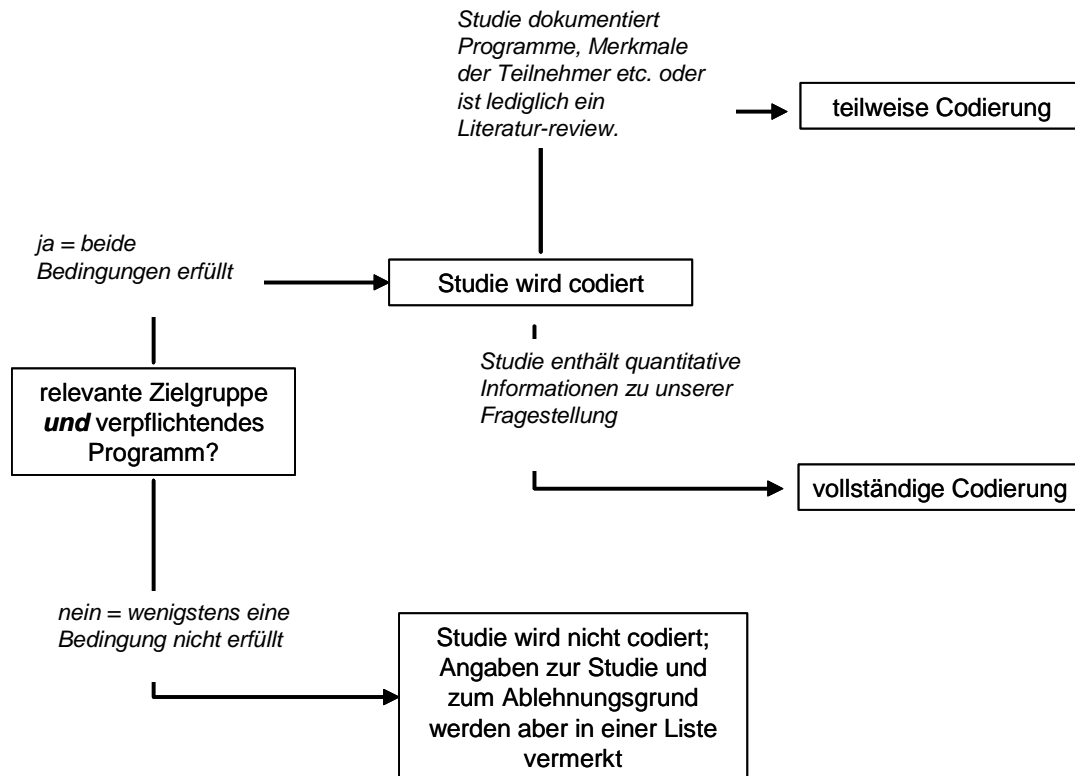 Studie dokumentiert
Programme, Merkmale
der Teilnehmer etc. oder
ist lediglich ein
Literatur-review.
teilweise Codierung
ja = beide
Bedingungen erfüllt
Studie wird codiert
Studie enthält quantitative
Informationen zu unserer
Fragestellung
relevante Zielgruppe
und verpflichtendes
Programm?
vollständige Codierung
nein = wenigstens eine
Bedingung nicht erfüllt
Studie wird nicht codiert;
Angaben zur Studie und
zum Ablehnungsgrund
werden aber in einer Liste
vermerkt